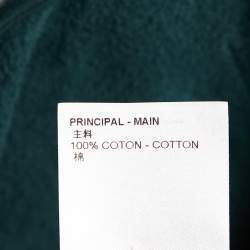 PRINCIPAL - MAIN
主料
100% COTON - COTTON
棉